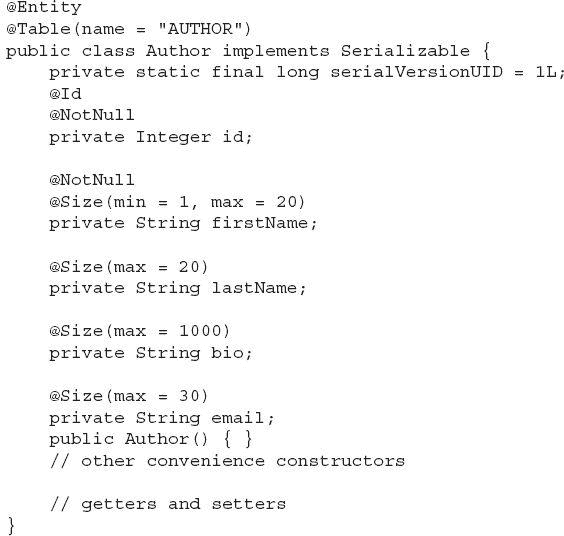 @Entity
@Table(name = "AUTHOR")
public class Author implements Serializable {
    private static final long serialVersionUID = 1L;
    @Id
    @NotNull
    private Integer id;

    @NotNull
    @Size(min = 1, max = 20)
    private String firstName;

    @Size(max = 20)
    private String lastName;

    @Size(max = 1000)
    private String bio;

    @Size(max = 30)
    private String email;
    public Author() { }
    // other convenience constructors

    // getters and setters
}